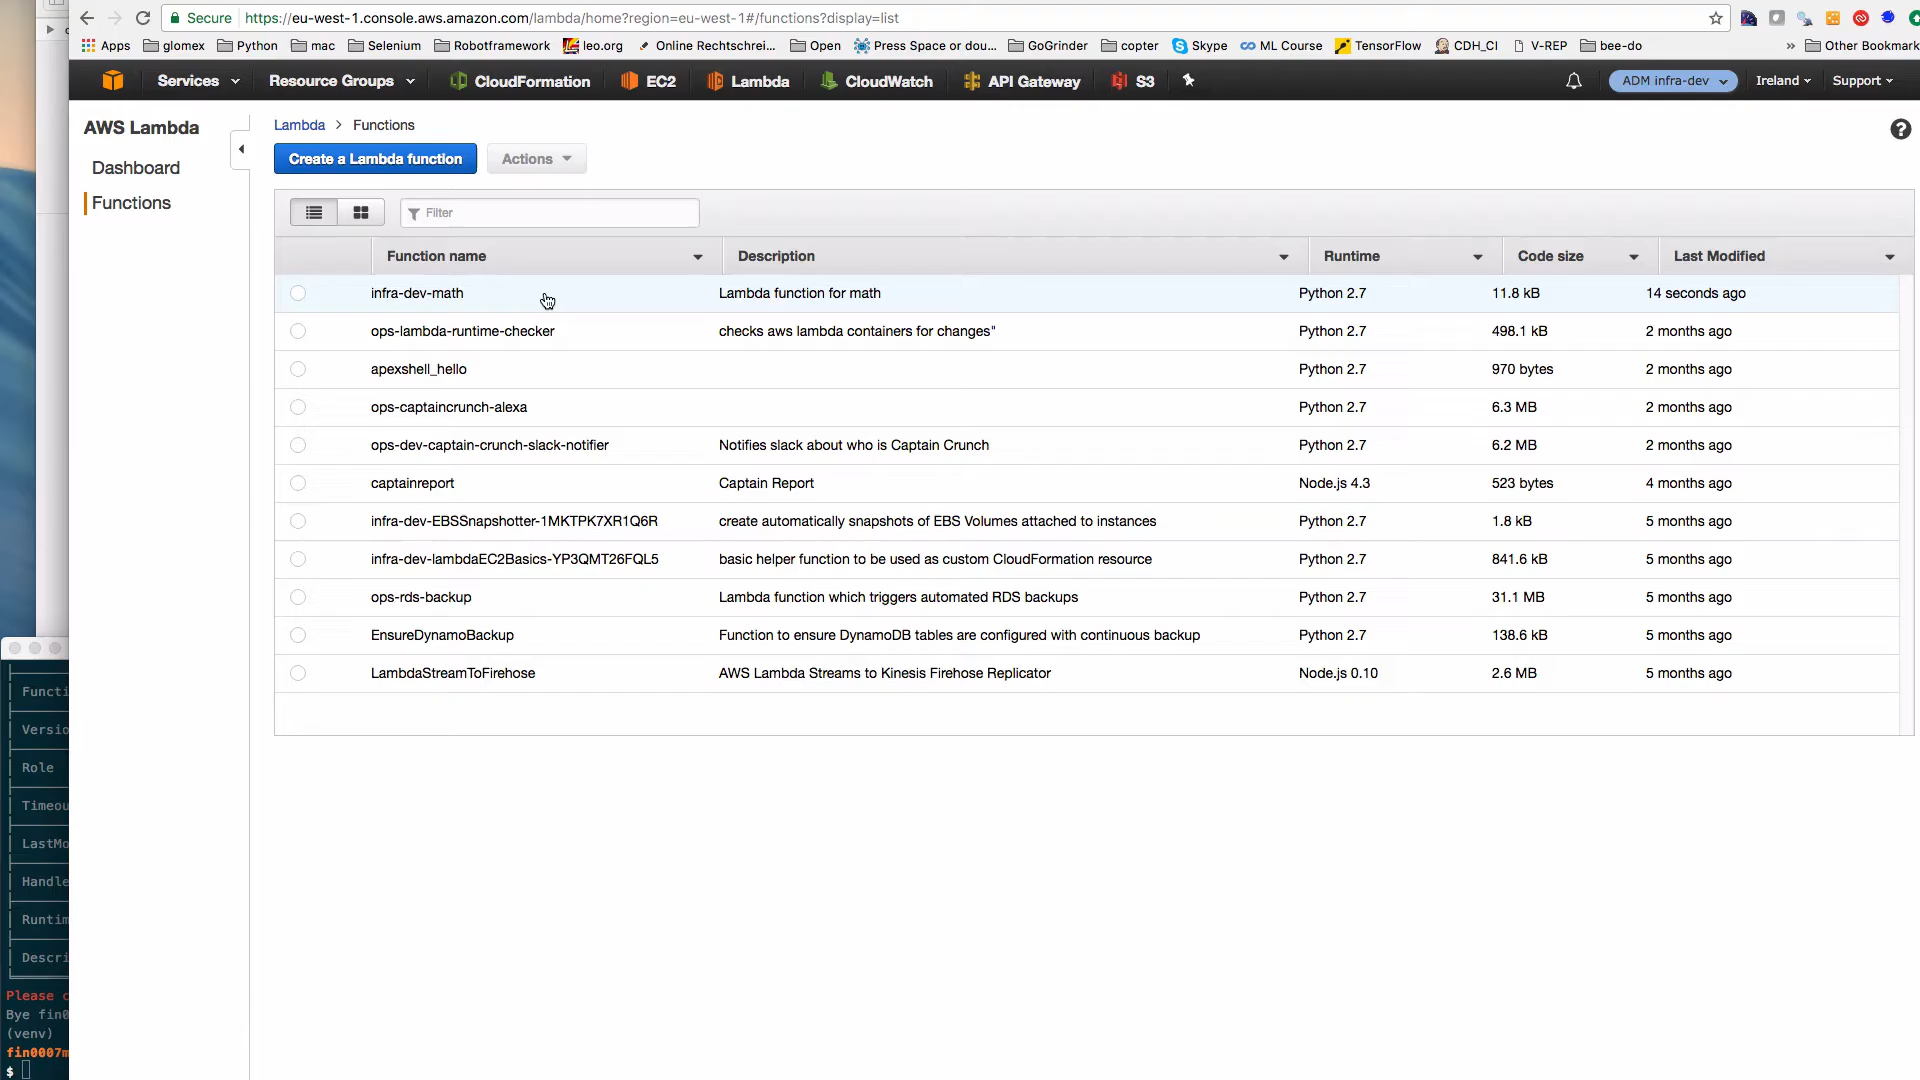 Secure https://eu-west-1.console.aws.amazon.com/lambda/home?region=eu-west-1#/functions?display=list
Apps glomex Python mac Selenium Robotframework leo.org Online Rechtschrei... Open Press Space or dou... GoGrinder copter Skype ML Course TensorFlow CDH_CI V-REP bee-do » Other Bookmark
Services Resource Groups CloudFormation EC2 Lambda CloudWatch API Gateway S3 ADM infra-dev Ireland Support
AWS Lambda
Dashboard
Functions
Lambda > Functions
Create a Lambda function Actions
Filter
Function name Description Runtime Code size Last Modified
infra-dev-math Lambda function for math Python 2.7 11.8 kB 14 seconds ago
ops-lambda-runtime-checker checks aws lambda containers for changes" Python 2.7 498.1 kB 2 months ago
apexshell_hello Python 2.7 970 bytes 2 months ago
ops-captaincrunch-alexa Python 2.7 6.3 MB 2 months ago
ops-dev-captain-crunch-slack-notifier Notifies slack about who is Captain Crunch Python 2.7 6.2 MB 2 months ago
captainreport Captain Report Node.js 4.3 523 bytes 4 months ago
infra-dev-EBSSnapshotter-1MKTPK7XR1Q6R create automatically snapshots of EBS Volumes attached to instances Python 2.7 1.8 kB 5 months ago
infra-dev-lambdaEC2Basics-YP3QMT26FQL5 basic helper function to be used as custom CloudFormation resource Python 2.7 841.6 kB 5 months ago
ops-rds-backup Lambda function which triggers automated RDS backups Python 2.7 31.1 MB 5 months ago
EnsureDynamoBackup Function to ensure DynamoDB tables are configured with continuous backup Python 2.7 138.6 kB 5 months ago
LambdaStreamToFirehose AWS Lambda Streams to Kinesis Firehose Replicator Node.js 0.10 2.6 MB 5 months ago
Functi
Versio
Role
Timeou
LastMo
Handle
Runtim
Descri
Please c
Bye fin0
(venv)
fin0007m
$